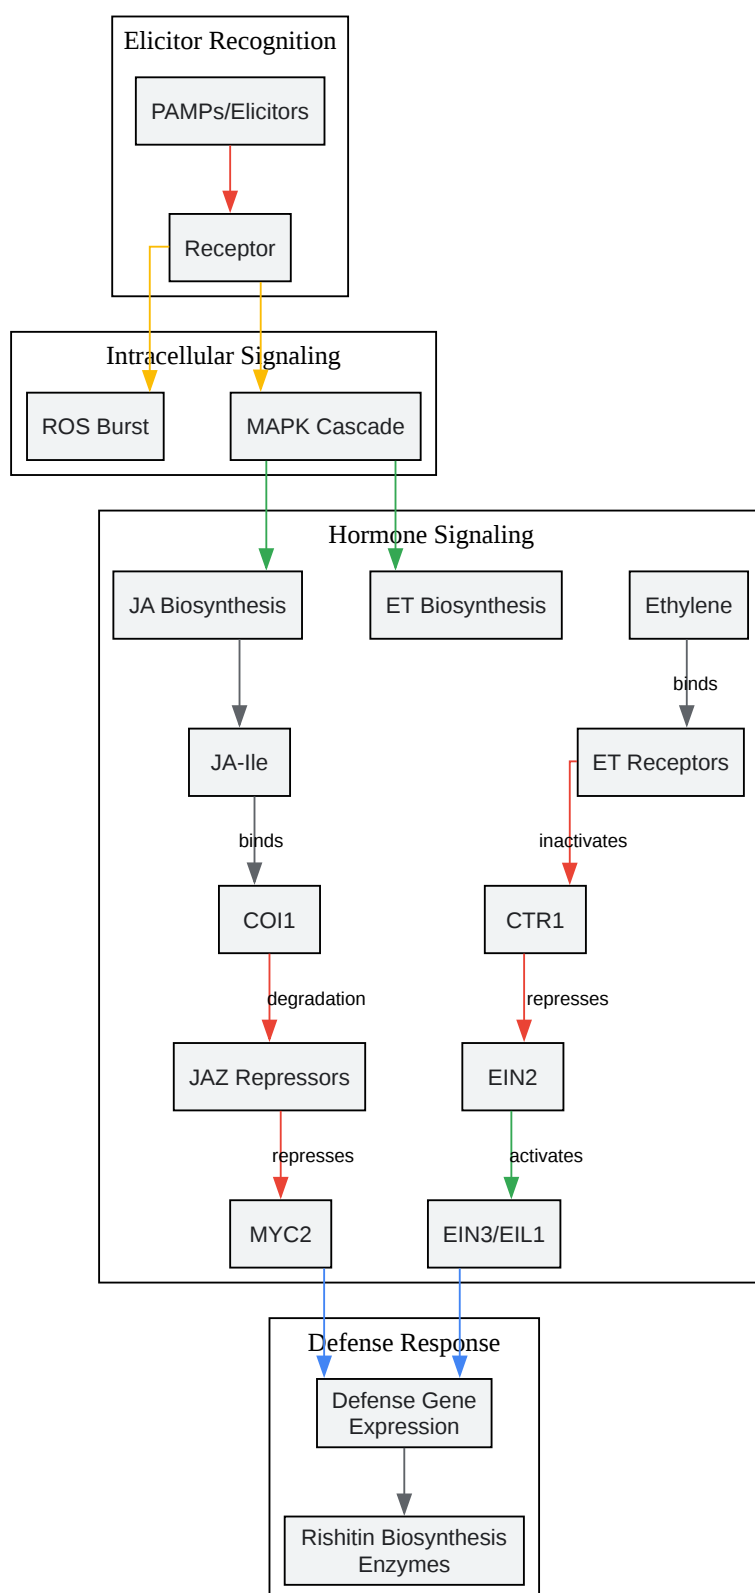 Elicitor Recognition
PAMPs/Elicitors
Receptor
Intracellular Signaling
ROS Burst
MAPK Cascade
Hormone Signaling
JA Biosynthesis
ET Biosynthesis
Ethylene
binds
JA-Ile
ET Receptors
binds
inactivates
COI1
CTR1
degradation
represses
JAZ Repressors
EIN2
represses
activates
MYC2
EIN3/EIL1
Defense Response
Defense Gene
Expression
Rishitin Biosynthesis
Enzymes